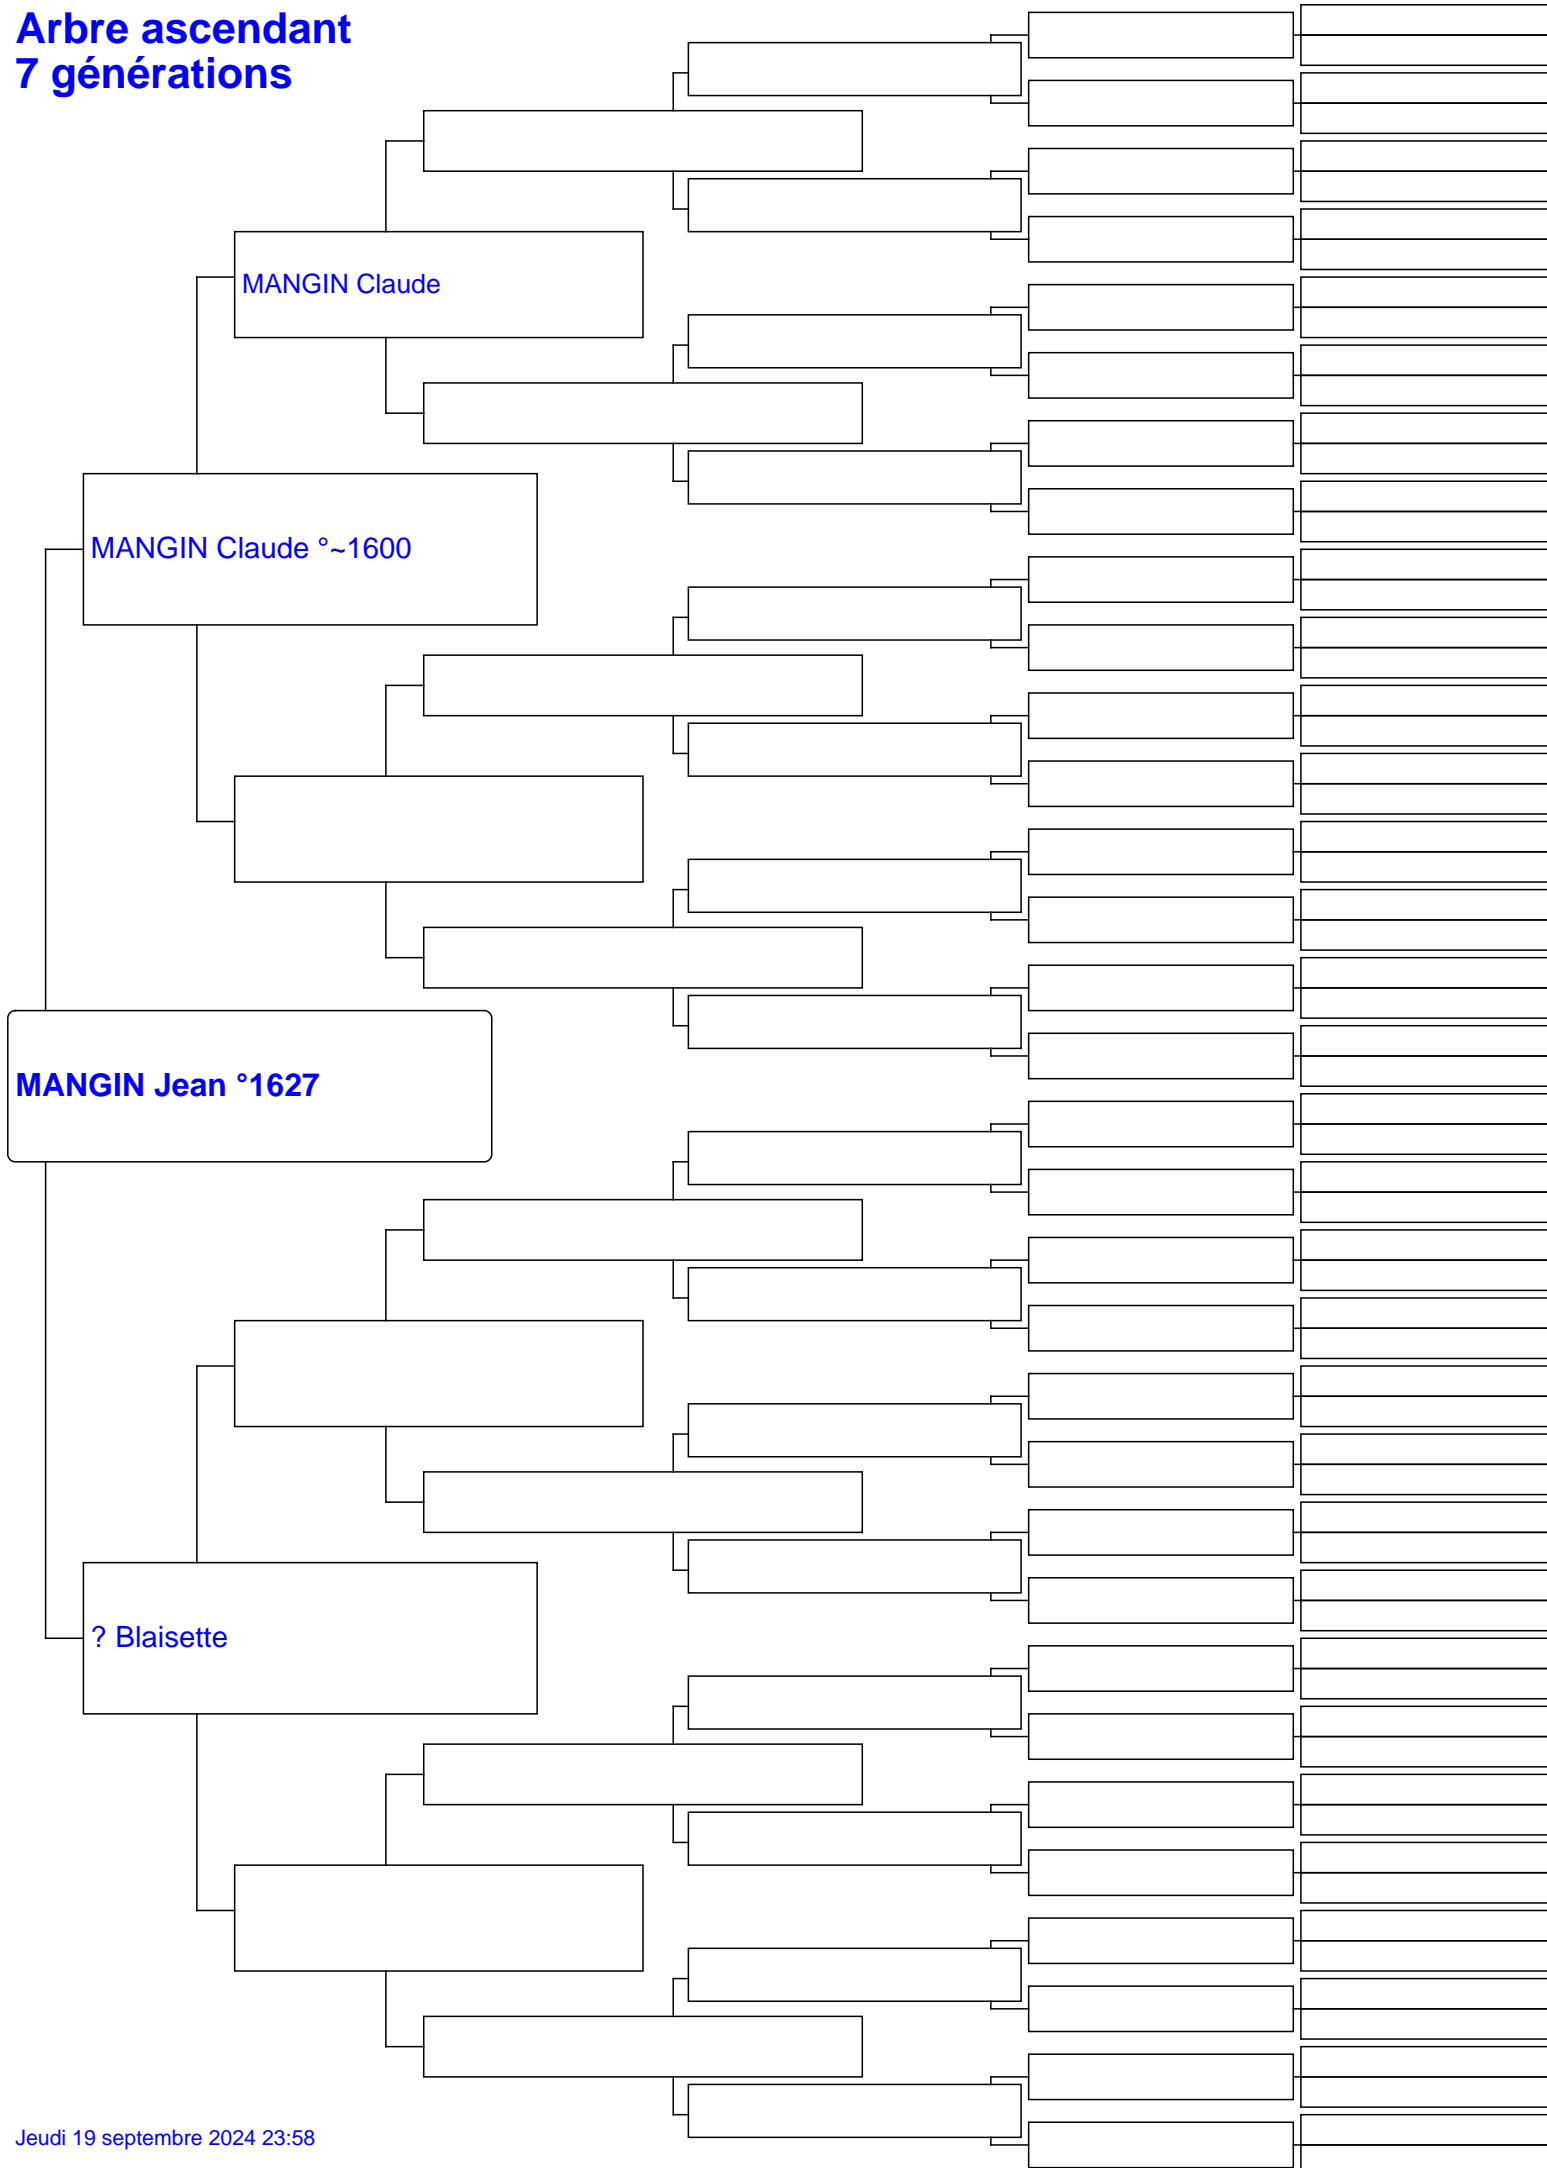 Arbre ascendant
7 générations
MANGIN Claude
MANGIN Claude °~1600
MANGIN Jean °1627
? Blaisette
Jeudi 19 septembre 2024 23:58